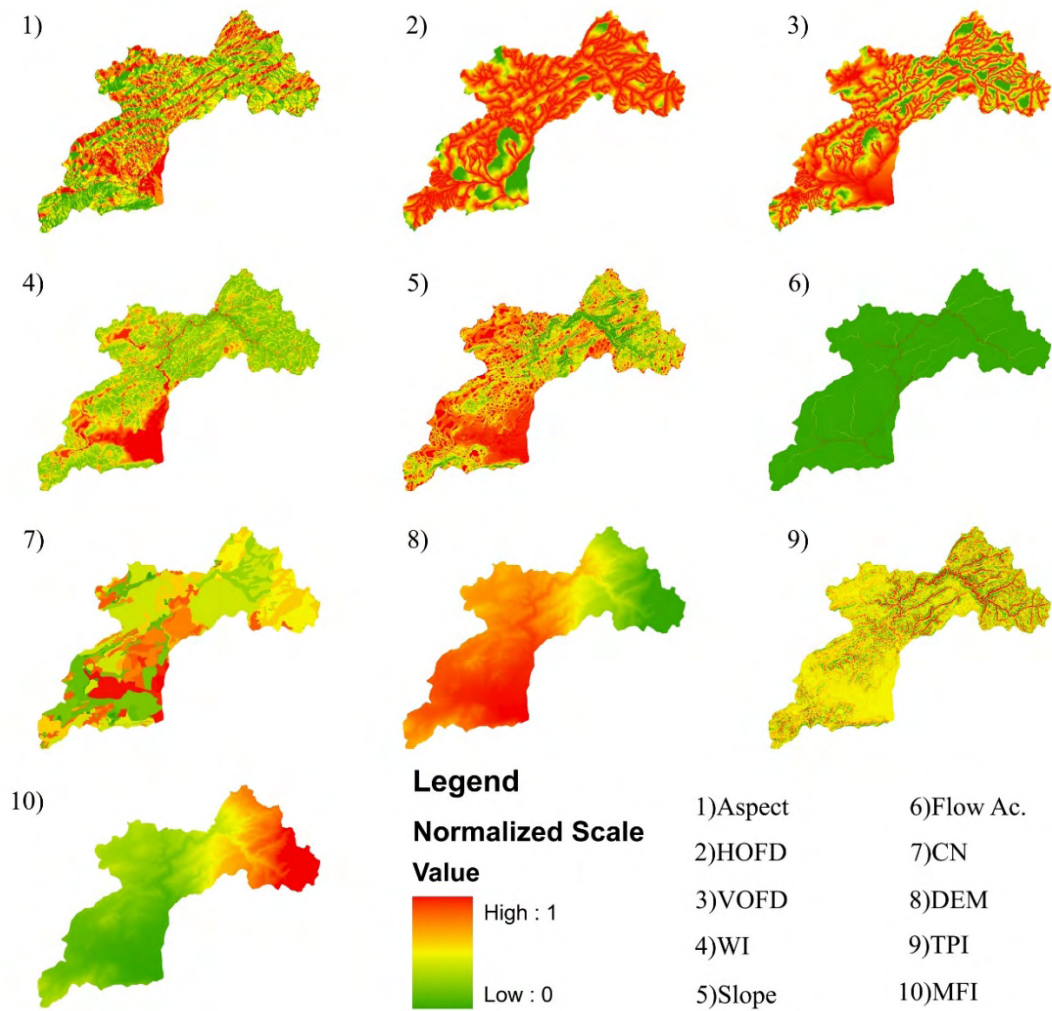 1)
2)
3)
4)
5)
6)
7)
8)
9)
10)
Legend
Normalized Scale
Value
High : 1
Low : 0
1)Aspect
2)HOFD
3)VOFD
4)WI
5)Slope
6)Flow Ac.
7)CN
8)DEM
9)TPI
10)MFI